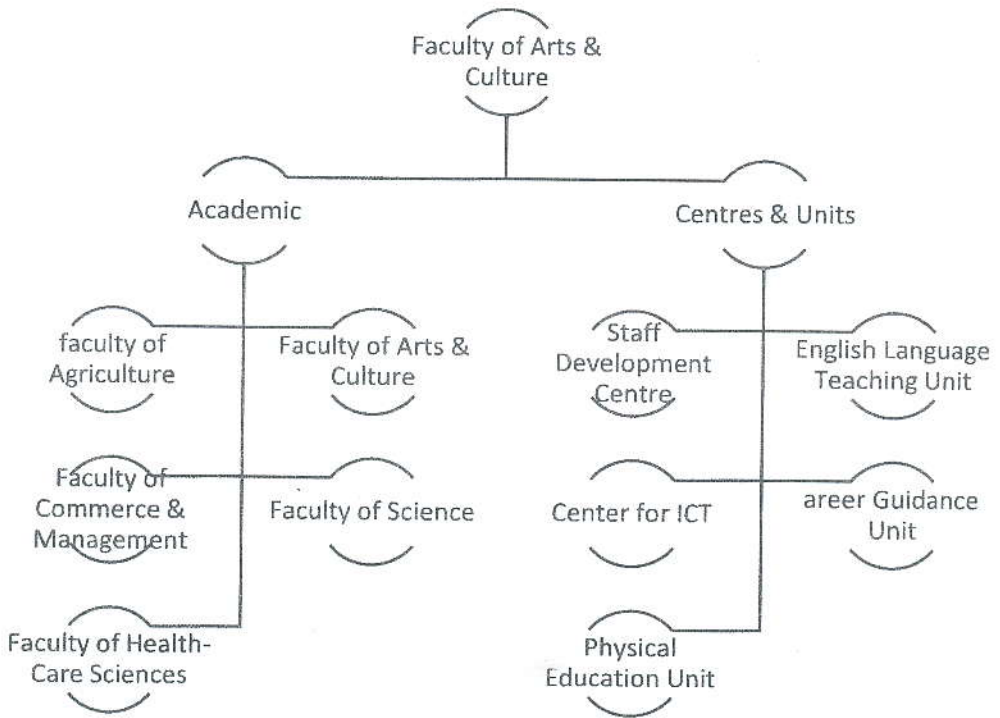 Faculty of Arts &
Culture
Academic
Centres & Units
faculty of
Agriculture
Faculty of Arts &
Culture
Staff
Development
Centre
English Language
Teaching Unit
Faculty of
Commerce &
Management
Faculty of Science
Center for ICT
areer Guidance
Unit
Faculty of Health-
Care Sciences
Physical
Education Unit